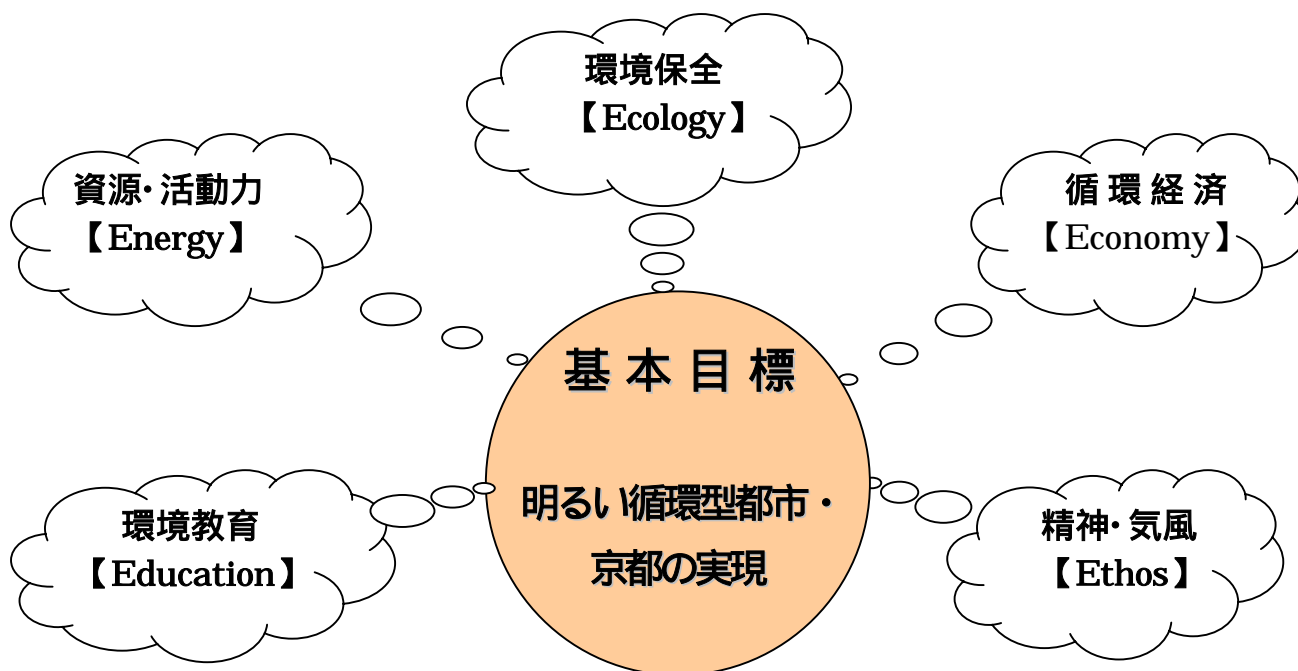 環境保全
【Ecology】
資源・活動力
【Energy】
循環経済
【Economy】
基本目標
明るい循環型都市・
京都の実現
環境教育
【Education】
精神・気風
【Ethos】